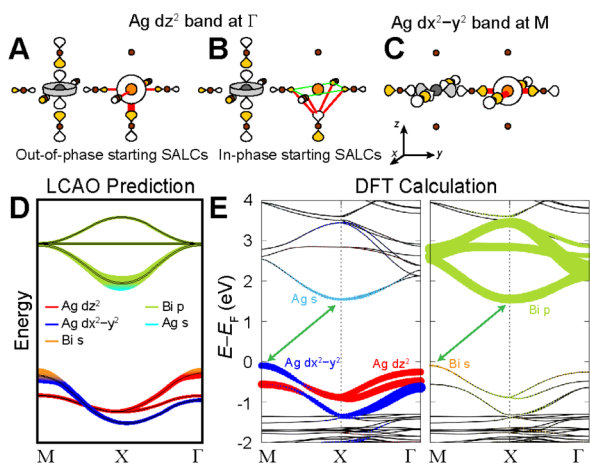 Ag dz² band at Γ
Ag dx²−y² band at M
A
B
C
Out-of-phase starting SALCs
In-phase starting SALCs
z
x
y
LCAO Prediction
DFT Calculation
D
E
Energy
Ag dz²
Ag dx²−y²
Bi s
Bi p
Ag s
M
X
Γ
E−E_F (eV)
4
3
2
1
0
-1
-2
Ag s
Ag dx²−y²
Ag dz²
M
X
Γ
Bi p
Bi s
M
X
Γ